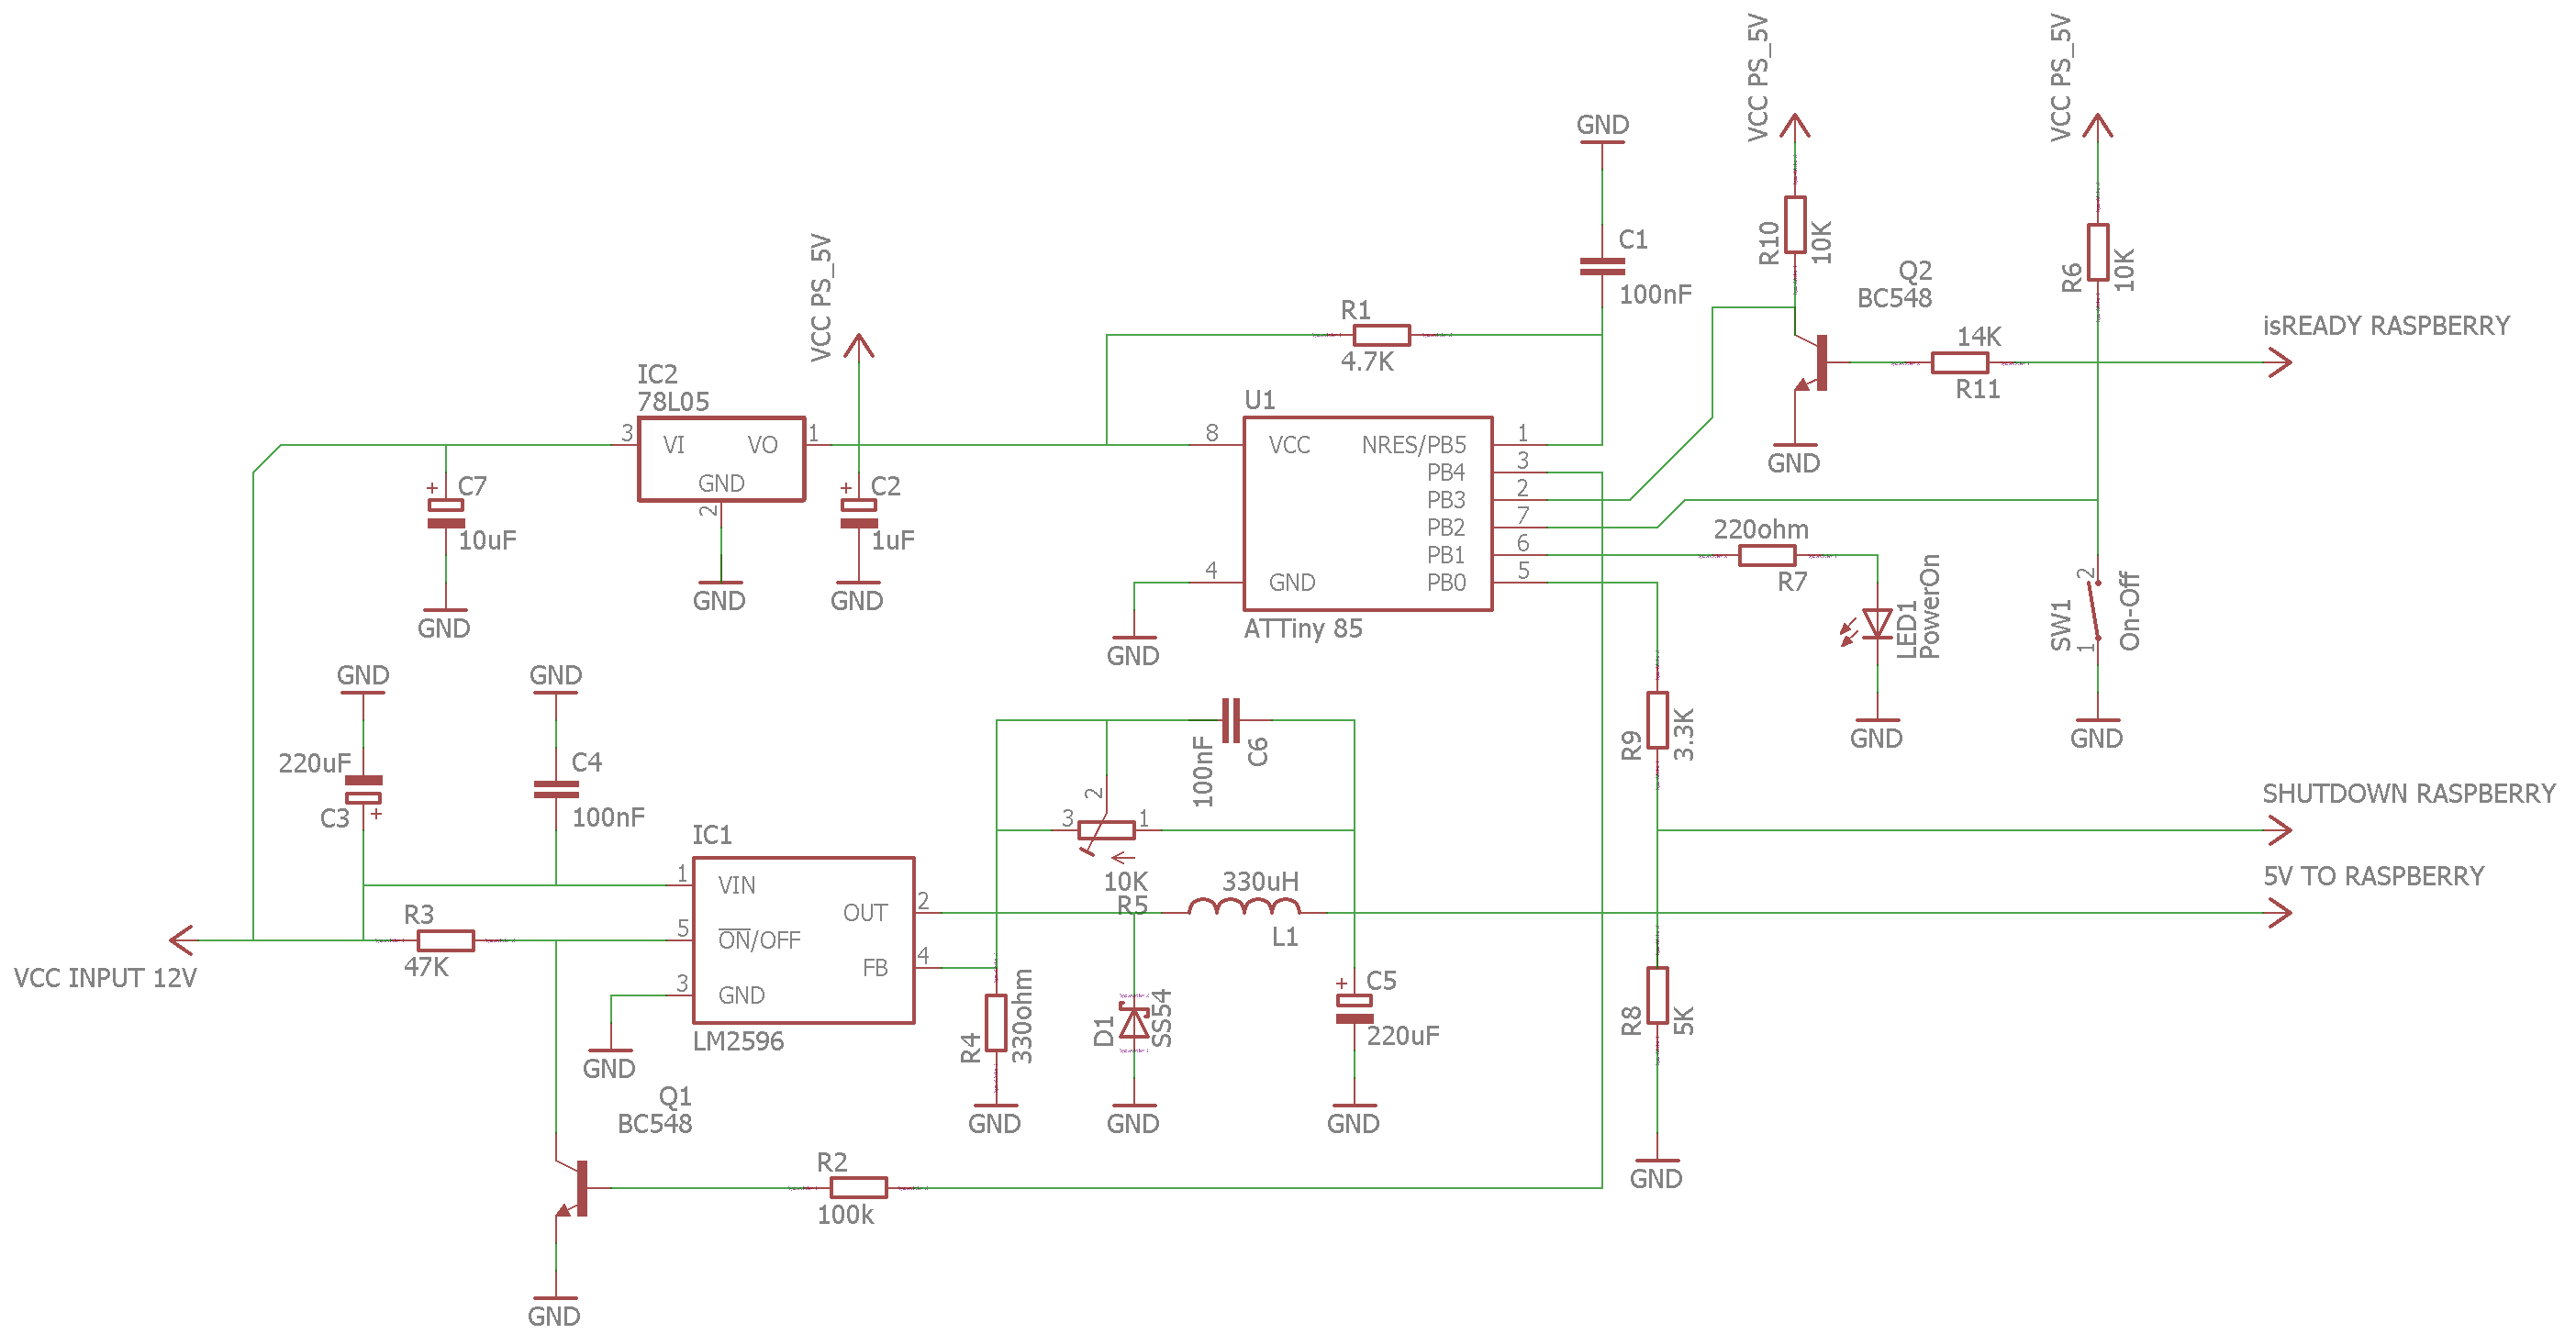 VCC PS_5V
VCC PS_5V
GND
C1
100nF
R10
10K
Q2
BC548
R6
10K
isREADY RASPBERRY
14K
R11
GND
VCC PS_5V
R1
4.7K
IC2
78L05
3
VI
VO
1
GND
2
GND
C7
10uF
GND
C2
1uF
GND
U1
8
VCC
NRES/PB5
1
PB4
3
PB3
2
PB2
7
PB1
6
4
GND
PB0
5
ATTiny 85
GND
220ohm
R7
LED1
PowerOn
GND
SW1
2
1
On-Off
GND
GND
220uF
C3
GND
C4
100nF
100nF
C6
3
2
1
10K
R5
R9
3.3K
SHUTDOWN RASPBERRY
5V TO RASPBERRY
IC1
1
VIN
OUT
2
5
ON/OFF
FB
4
3
GND
LM2596
GND
R3
47K
VCC INPUT 12V
330uH
L1
R4
330ohm
GND
D1
SS54
GND
C5
220uF
GND
R8
5K
GND
Q1
BC548
R2
100k
GND